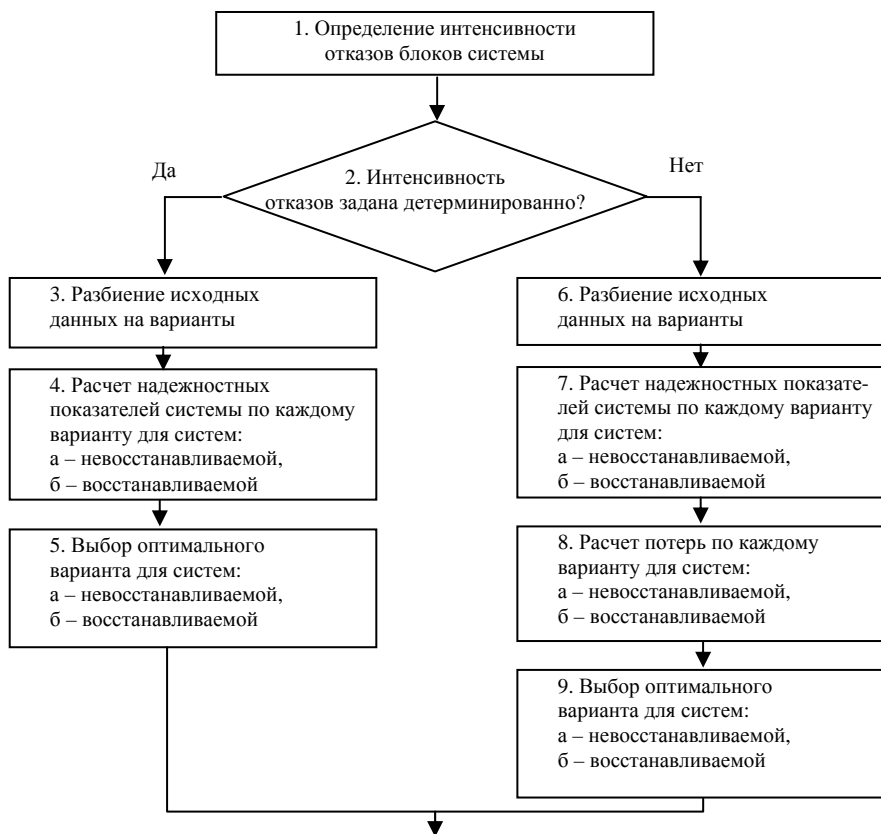 1. Определение интенсивности
отказов блоков системы
Да
Нет
2. Интенсивность
отказов задана детерминированно?
3. Разбиение исходных
данных на варианты
4. Расчет надежностных
показателей системы по каждому
варианту для систем:
а – невосстанавливаемой,
б – восстанавливаемой
5. Выбор оптимального
варианта для систем:
а – невосстанавливаемой,
б – восстанавливаемой
6. Разбиение исходных
данных на варианты
7. Расчет надежностных показате-
лей системы по каждому варианту
для систем:
а – невосстанавливаемой,
б – восстанавливаемой
8. Расчет потерь по каждому
варианту для систем:
а – невосстанавливаемой,
б – восстанавливаемой
9. Выбор оптимального
варианта для систем:
а – невосстанавливаемой,
б – восстанавливаемой